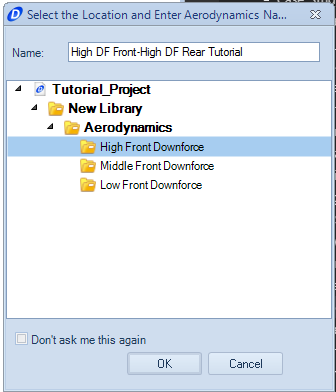 Select the Location and Enter Aerodynamics Na...
Name: High DF Front-High DF Rear Tutorial
Tutorial_Project
New Library
Aerodynamics
High Front Downforce
Middle Front Downforce
Low Front Downforce
Don't ask me this again
OK Cancel